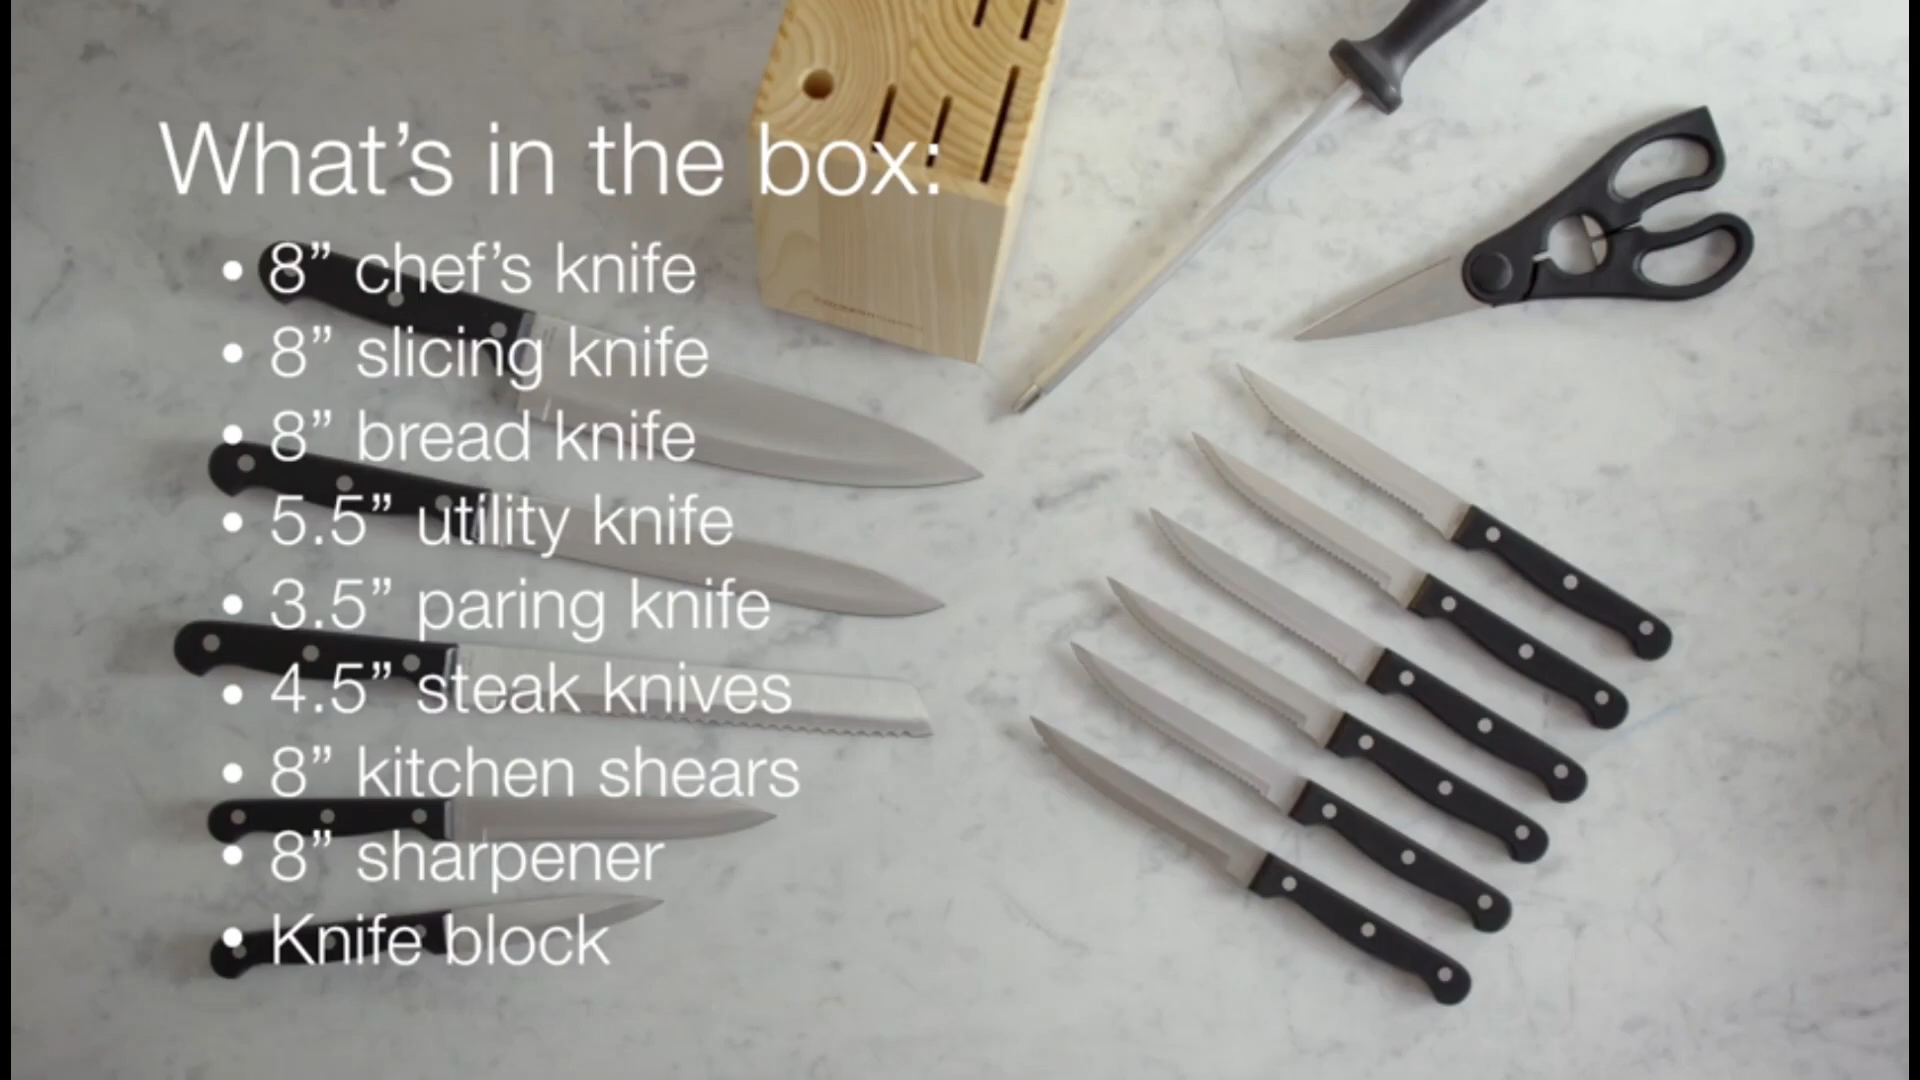 What’s in the box:
• 8” chef’s knife
• 8” slicing knife
• 8” bread knife
• 5.5” utility knife
• 3.5” paring knife
• 4.5” steak knives
• 8” kitchen shears
• 8” sharpener
• Knife block